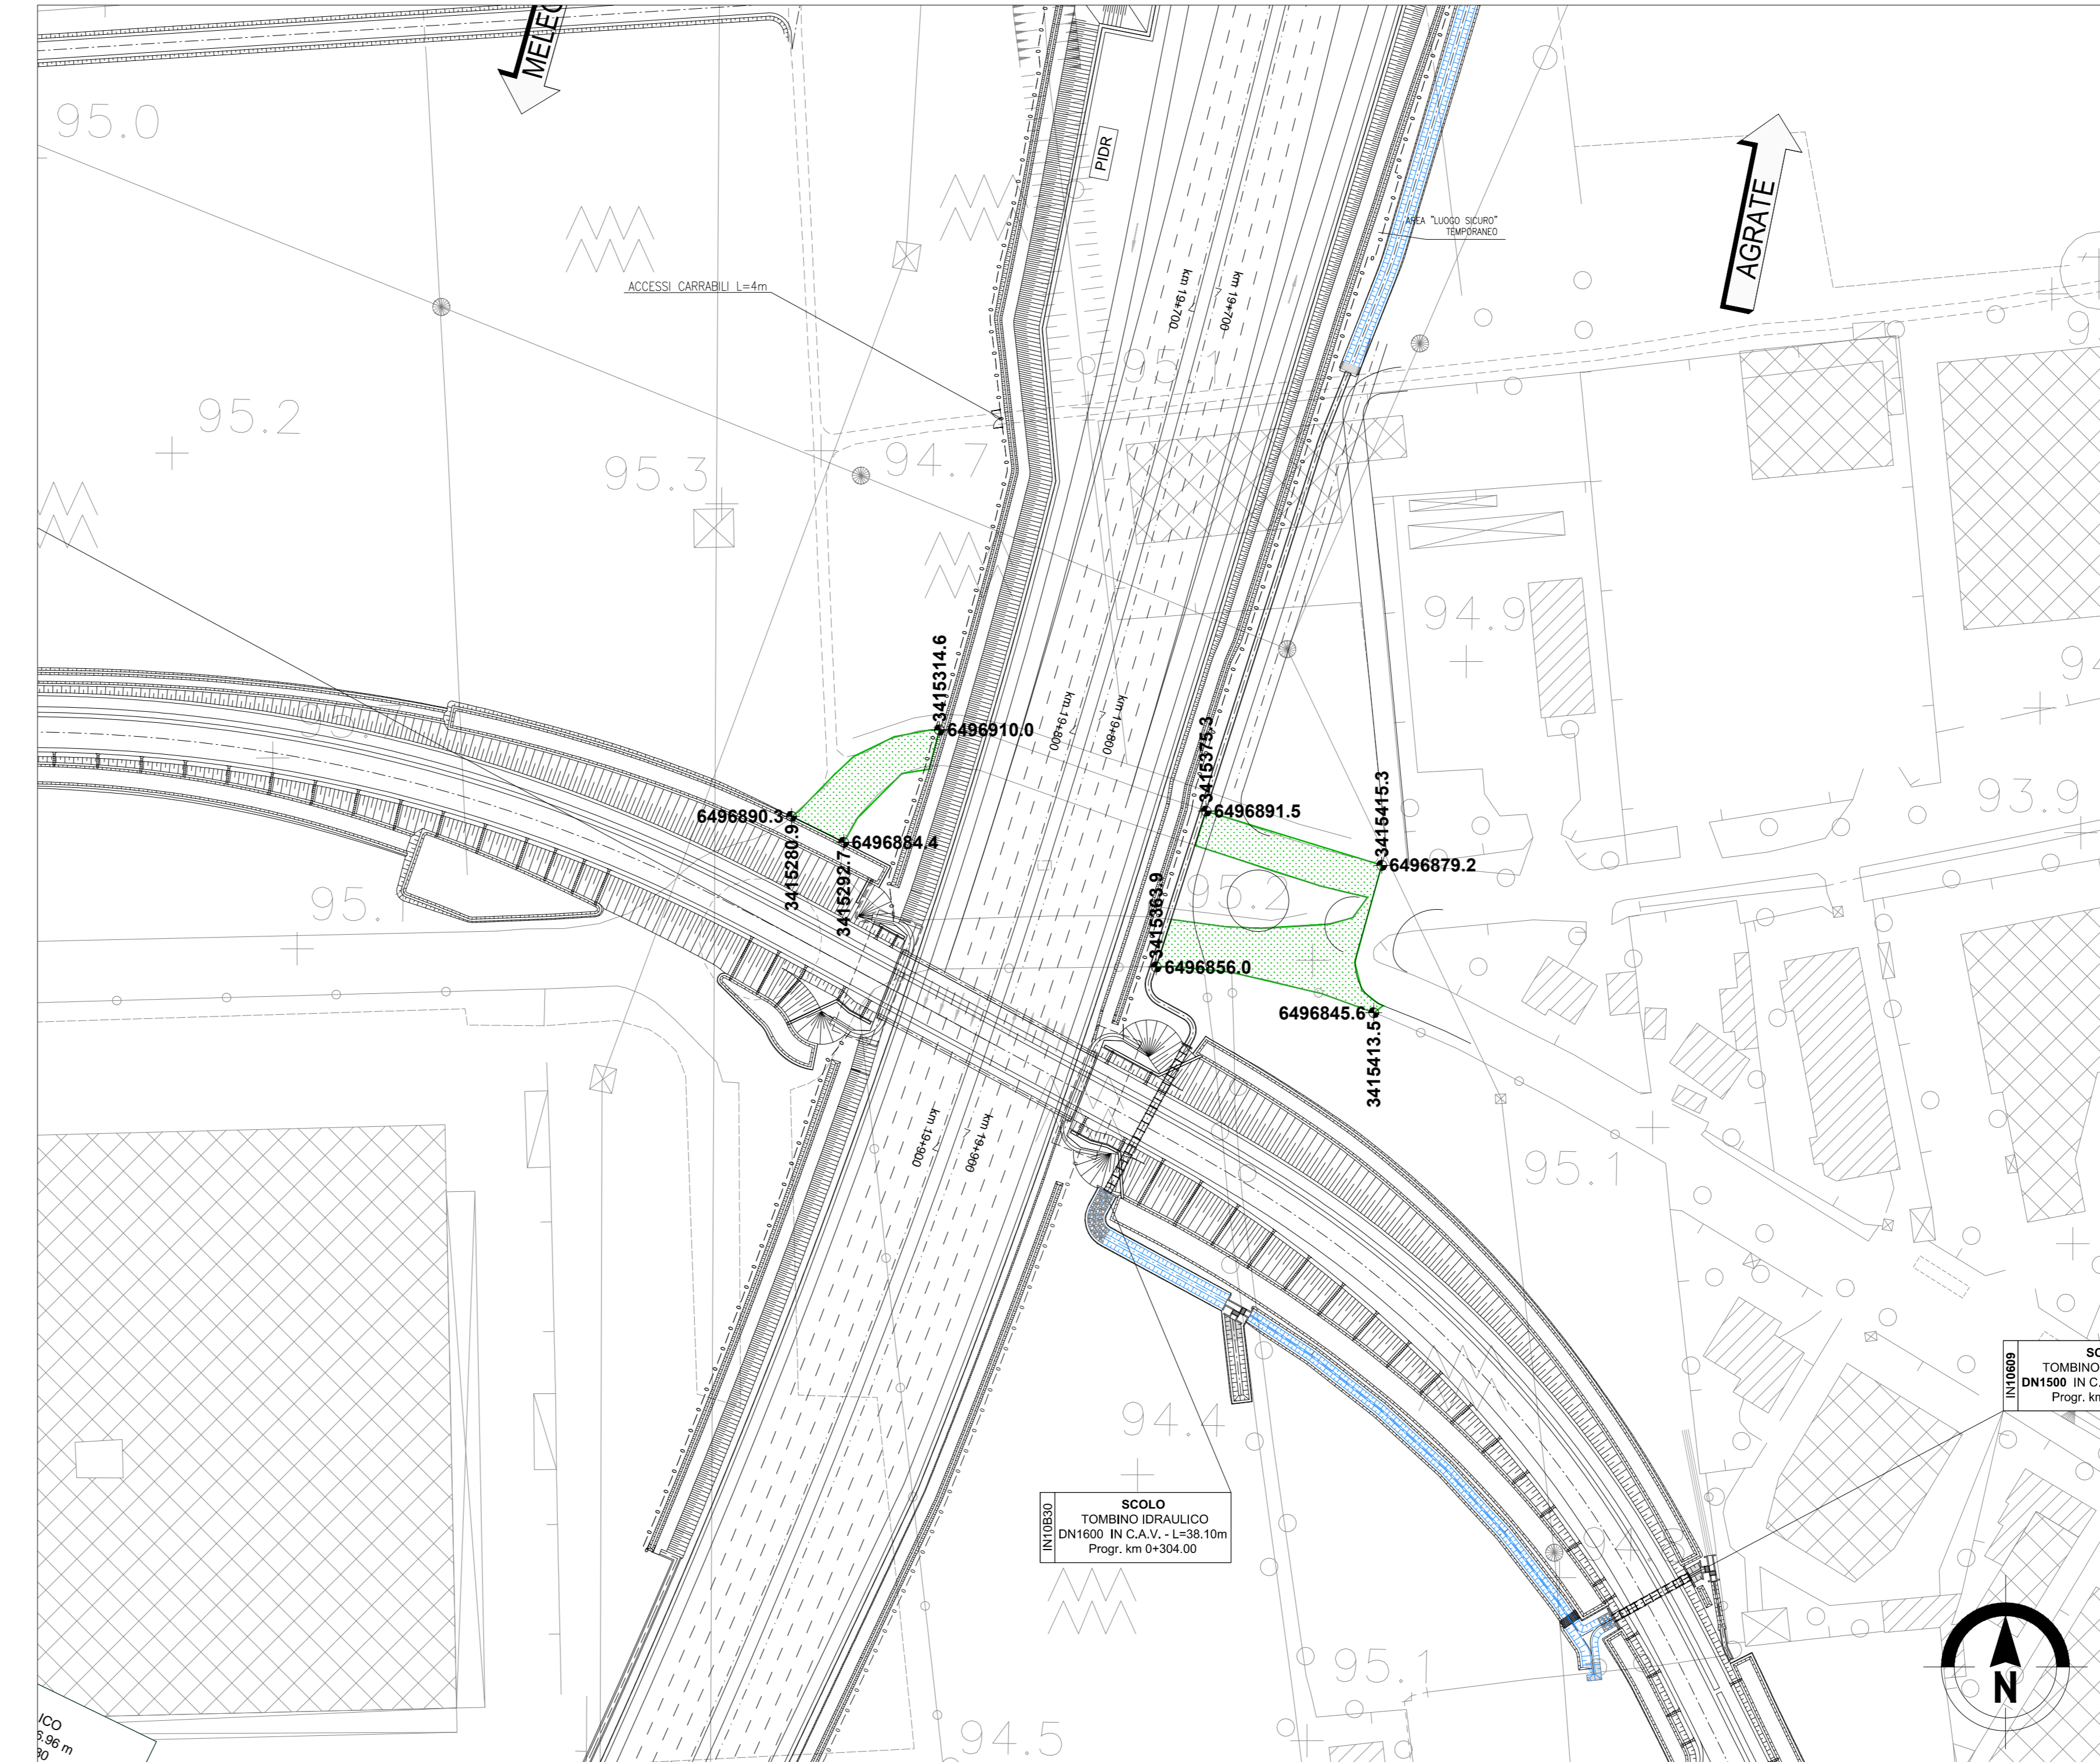 95.0
PIDR
AGRATE
AREA "LUOGO SICURO"
TEMPORANEO
ACCESSI CARRABILI L=4m
km 19+700
km 19+700
95.1
95.2
95.3
94.7
94.9
3415314.6
6496910.0
km 19+800
km 19+800
3415375.3
6496891.5
3415415.3
6496879.2
93.9
6496890.3
3415280.9
6496884.4
3415292.7
95.2
3415363.9
6496856.0
6496845.6
3415413.5
km 19+900
km 19+900
95.1
94.4
IN10609
DN1500 IN C.
IN10B30
SCOLO
TOMBINO IDRAULICO
DN1600 IN C.A.V. - L=38.10m
Progr. km 0+304.00
95.1
94.5
N